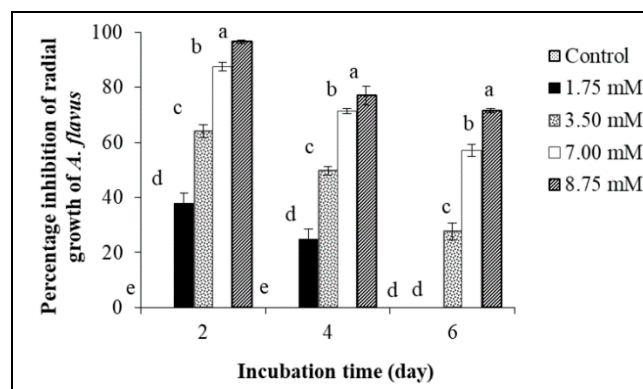 Percentage inhibition of radial
growth of A. flavus
100
80
60
40
20
0
e d c b a
e d c b a
d d c b a
2 4 6
Incubation time (day)
Control
1.75 mM
3.50 mM
7.00 mM
8.75 mM